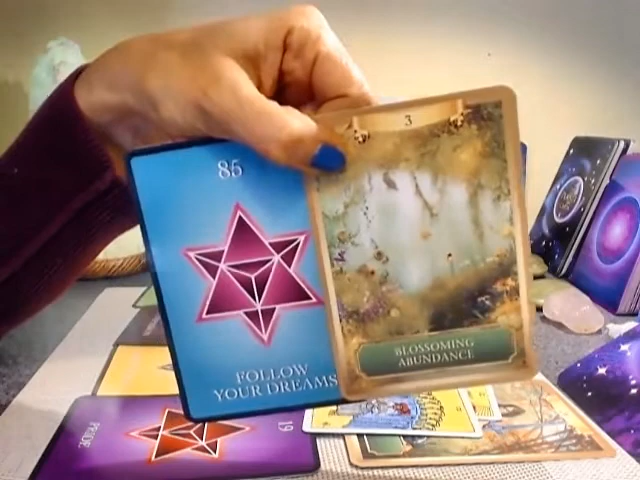 85
FOLLOW
YOUR DREAMS
3
BLOSSOMING
ABUNDANCE
PRIDE
19